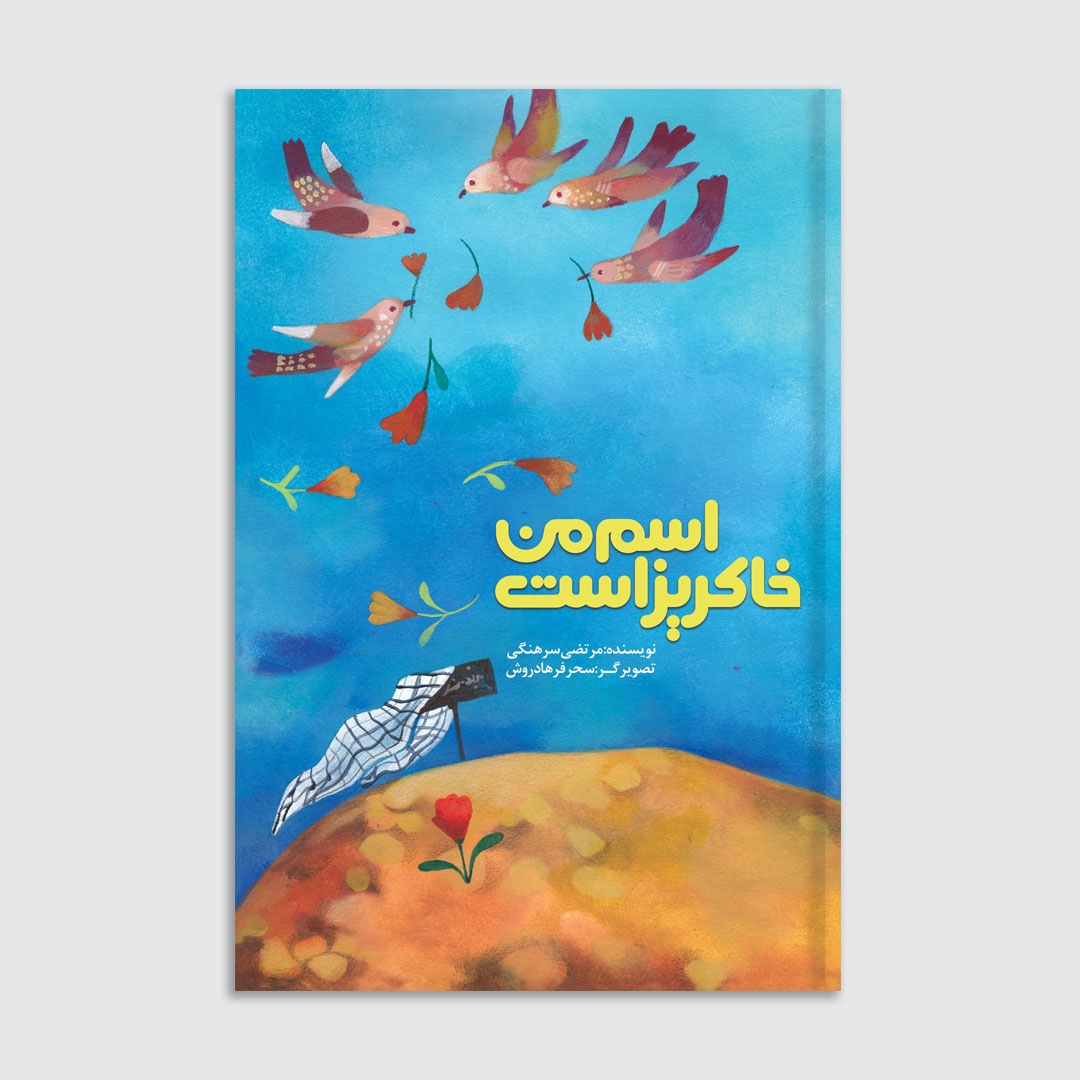 اسم من
خاکریز است
نویسنده:مرتضی سرهنگی
تصویرگر:سحر فرهادروش